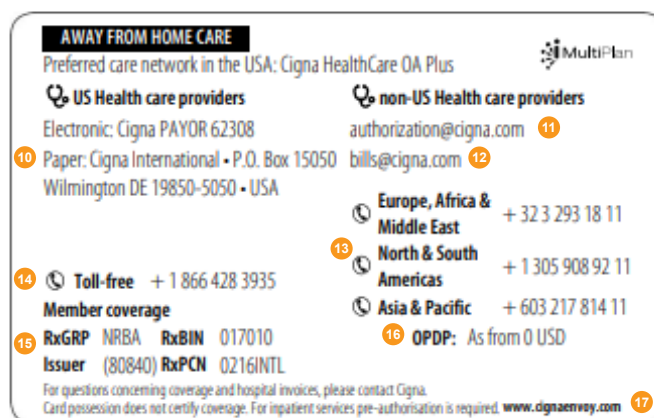 AWAY FROM HOME CARE
MultiPlan
Preferred care network in the USA: Cigna HealthCare OA Plus
US Health care providers
Electronic: Cigna PAYOR 62308
10 Paper: Cigna International • P.O. Box 15050
Wilmington DE 19850-5050 • USA
non-US Health care providers
authorization@cigna.com 11
bills@cigna.com 12
Europe, Africa &
Middle East + 32 3 293 18 11
13 North & South
Americas + 1 305 908 92 11
Asia & Pacific + 603 217 814 11
14 Toll-free + 1 866 428 3935
Member coverage
15 RxGRP NRBA RxBIN 017010
Issuer (80840) RxPCN 0216INTL
16 OPDP: As from 0 USD
For questions concerning coverage and hospital invoices, please contact Cigna.
Card possession does not certify coverage. For inpatient services pre-authorisation is required. www.cignaenvoy.com 17